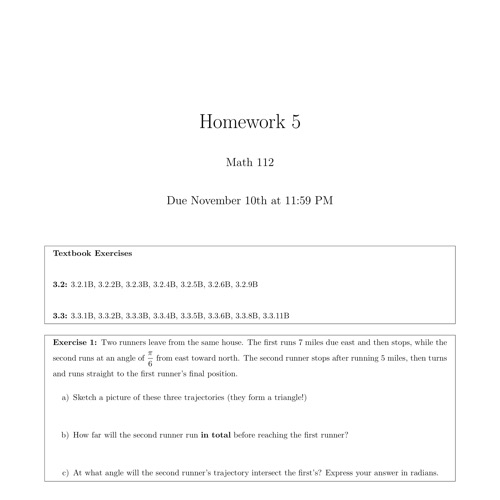 Homework 5
Math 112
Due November 10th at 11:59 PM
Textbook Exercises
3.2: 3.2.1B, 3.2.2B, 3.2.3B, 3.2.4B, 3.2.5B, 3.2.6B, 3.2.9B
3.3: 3.3.1B, 3.3.2B, 3.3.3B, 3.3.4B, 3.3.5B, 3.3.6B, 3.3.8B, 3.3.11B
Exercise 1: Two runners leave from the same house. The first runs 7 miles due east and then stops, while the
second runs at an angle of π/6 from east toward north. The second runner stops after running 5 miles, then turns
and runs straight to the first runner's final position.
a) Sketch a picture of these three trajectories (they form a triangle!)
b) How far will the second runner run in total before reaching the first runner?
c) At what angle will the second runner's trajectory intersect the first's? Express your answer in radians.